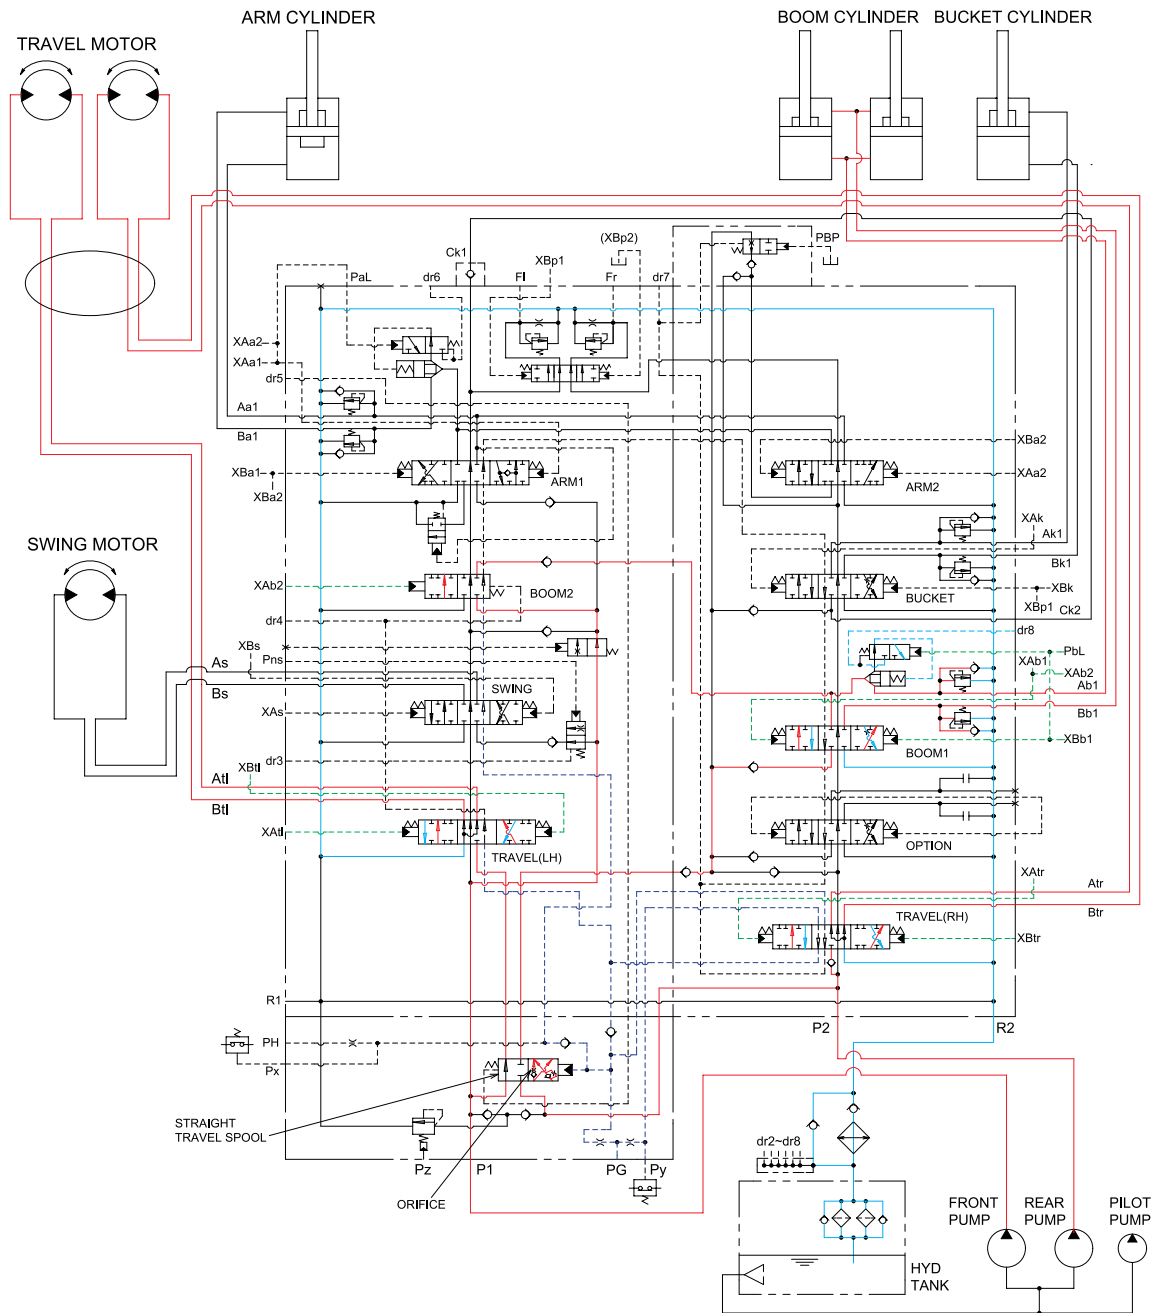 ARM CYLINDER
BOOM CYLINDER
BUCKET CYLINDER
TRAVEL MOTOR
(XBp2)
PBP
Ck1
XBp1
PaL
dr6
Fl
Fr
dr7
XAa2
XAa1
dr5
Aa1
Ba1
XBa2
XBa1
ARM1
XAa2
ARM2
XBa2
XAk
Ak1
SWING MOTOR
Bk1
XAb2
BOOM2
BUCKET
XBk
XBp1
Ck2
dr4
dr8
XBs
Pns
PbL
XAb1
XAb2
As
Ab1
Bs
SWING
Bb1
XAs
BOOM1
XBb1
dr3
XBtl
Atl
Btl
XAtl
OPTION
TRAVEL(LH)
XAtr
Atr
TRAVEL(RH)
Btr
XBtr
R1
P2
R2
PH
Px
STRAIGHT
TRAVEL SPOOL
dr2~dr8
Pz
P1
PG
Py
ORIFICE
FRONT
PUMP
REAR
PUMP
PILOT
PUMP
HYD
TANK